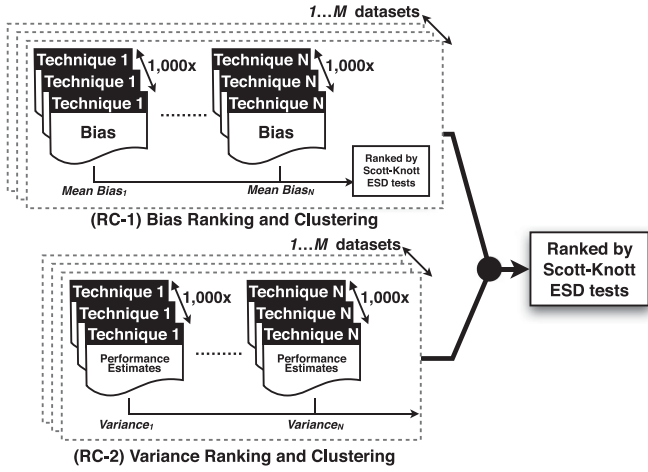 1...M datasets
Technique 1
Technique 1
Technique 1
Bias
1,000x
Technique N
Technique N
Technique N
Bias
1,000x
Mean Bias1
Mean BiasN
Ranked by
Scott-Knott
ESD tests
(RC-1) Bias Ranking and Clustering
1...M datasets
Technique 1
Technique 1
Technique 1
Performance
Estimates
1,000x
Technique N
Technique N
Technique N
Performance
Estimates
1,000x
Variance1
VarianceN
(RC-2) Variance Ranking and Clustering
Ranked by
Scott-Knott
ESD tests